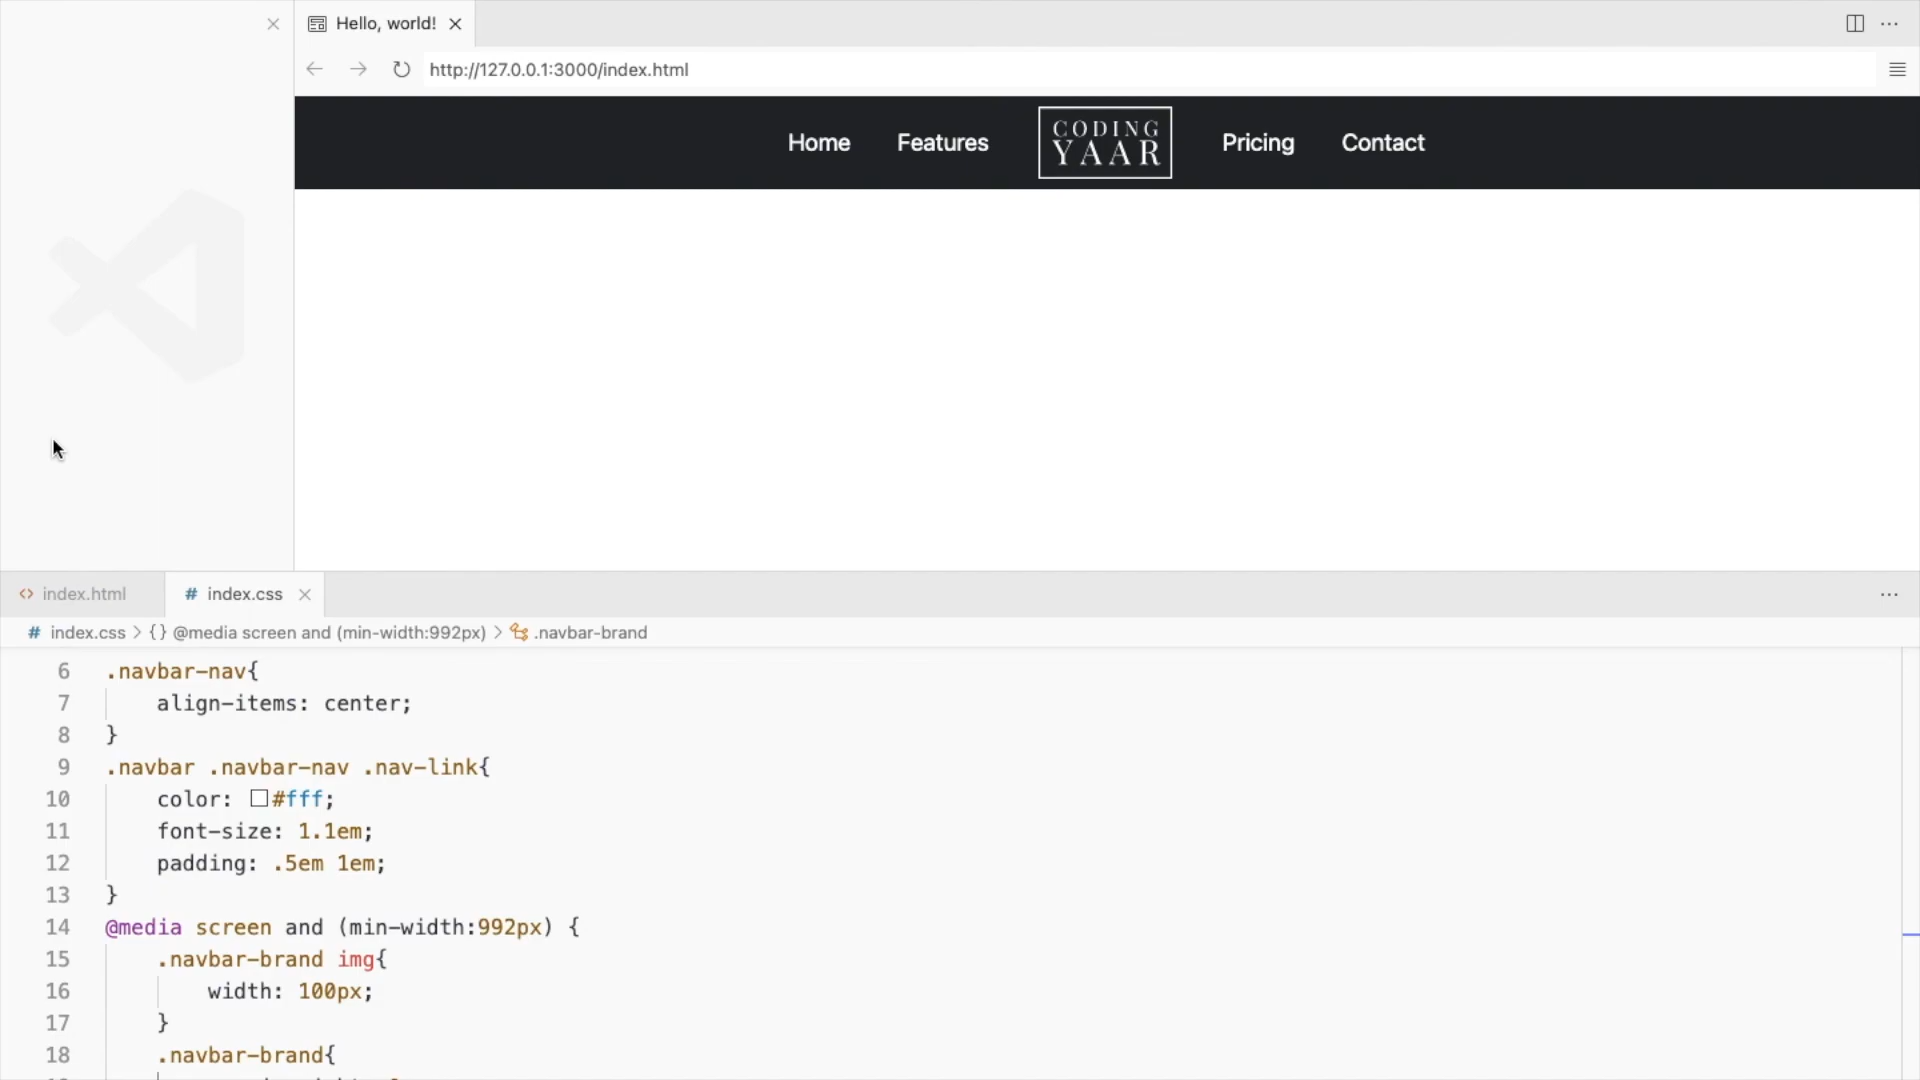 Hello, world!
http://127.0.0.1:3000/index.html
Home Features CODING YAAR Pricing Contact
index.html # index.css
# index.css > {} @media screen and (min-width:992px) > .navbar-brand
6 .navbar-nav{
7 align-items: center;
8 }
9 .navbar .navbar-nav .nav-link{
10 color: #fff;
11 font-size: 1.1em;
12 padding: .5em 1em;
13 }
14 @media screen and (min-width:992px) {
15 .navbar-brand img{
16 width: 100px;
17 }
18 .navbar-brand{